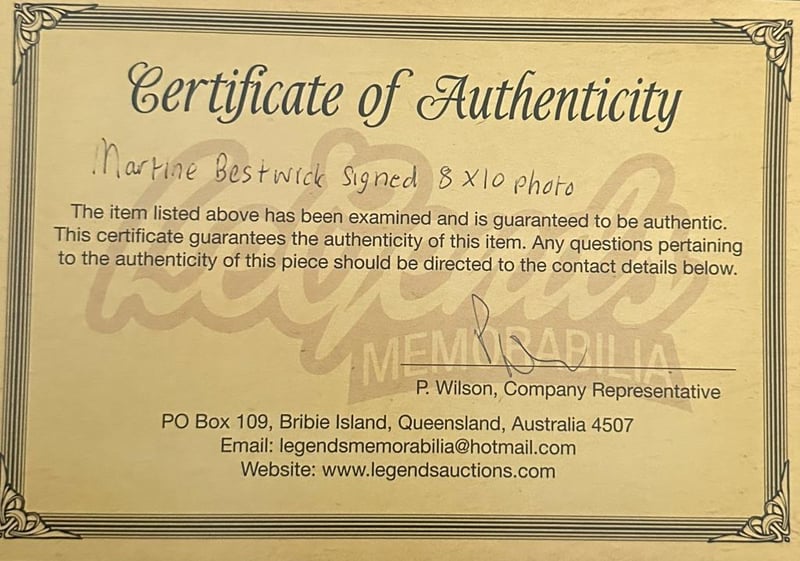 Certificate of Authenticity
Martine Bestwick Signed 8 X 10 photo
The item listed above has been examined and is guaranteed to be authentic.
This certificate guarantees the authenticity of this item. Any questions pertaining
to the authenticity of this piece should be directed to the contact details below.
Legends
MEMORABILIA
P. Wilson, Company Representative
PO Box 109, Bribie Island, Queensland, Australia 4507
Email: legendsmemorabilia@hotmail.com
Website: www.legendsauctions.com